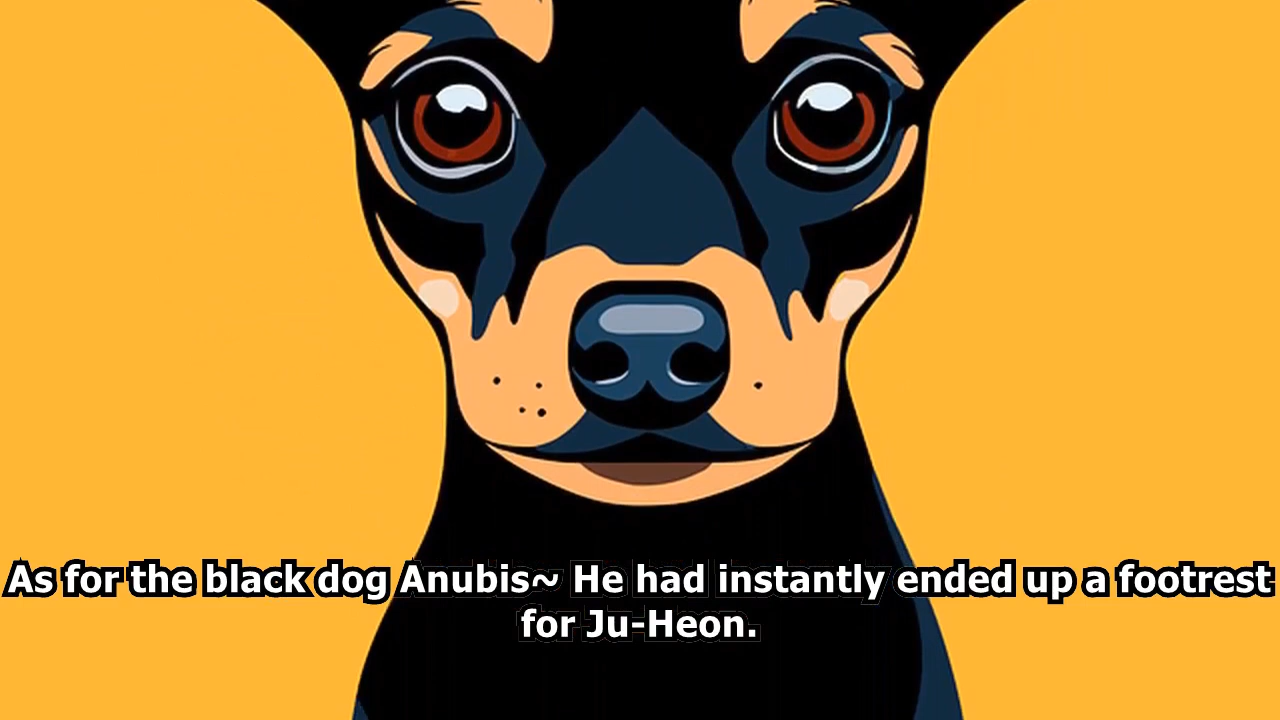 As for the black dog Anubis~ He had instantly ended up a footrest
for Ju-Heon.